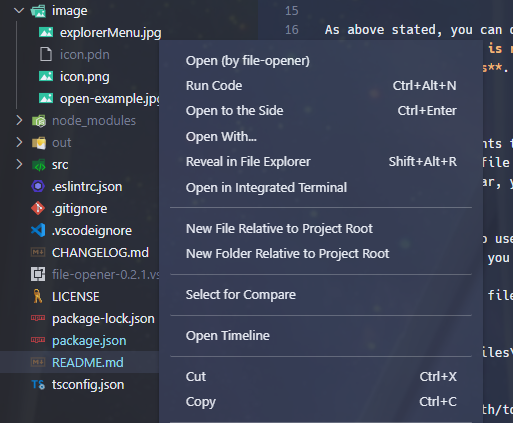 image
explorerMenu.jpg
icon.pdn
icon.png
open-example.jpg
node_modules
out
src
.eslintrc.json
.gitignore
.vscodeignore
CHANGELOG.md
file-opener-0.2.1.vs
LICENSE
package-lock.json
package.json
README.md
tsconfig.json
Open (by file-opener)
Run Code Ctrl+Alt+N
Open to the Side Ctrl+Enter
Open With...
Reveal in File Explorer Shift+Alt+R
Open in Integrated Terminal
New File Relative to Project Root
New Folder Relative to Project Root
Select for Compare
Open Timeline
Cut Ctrl+X
Copy Ctrl+C
15
16 As above stated, you can
is
s**.
nts
file
ar, y
use
you
file
iles\
th/to